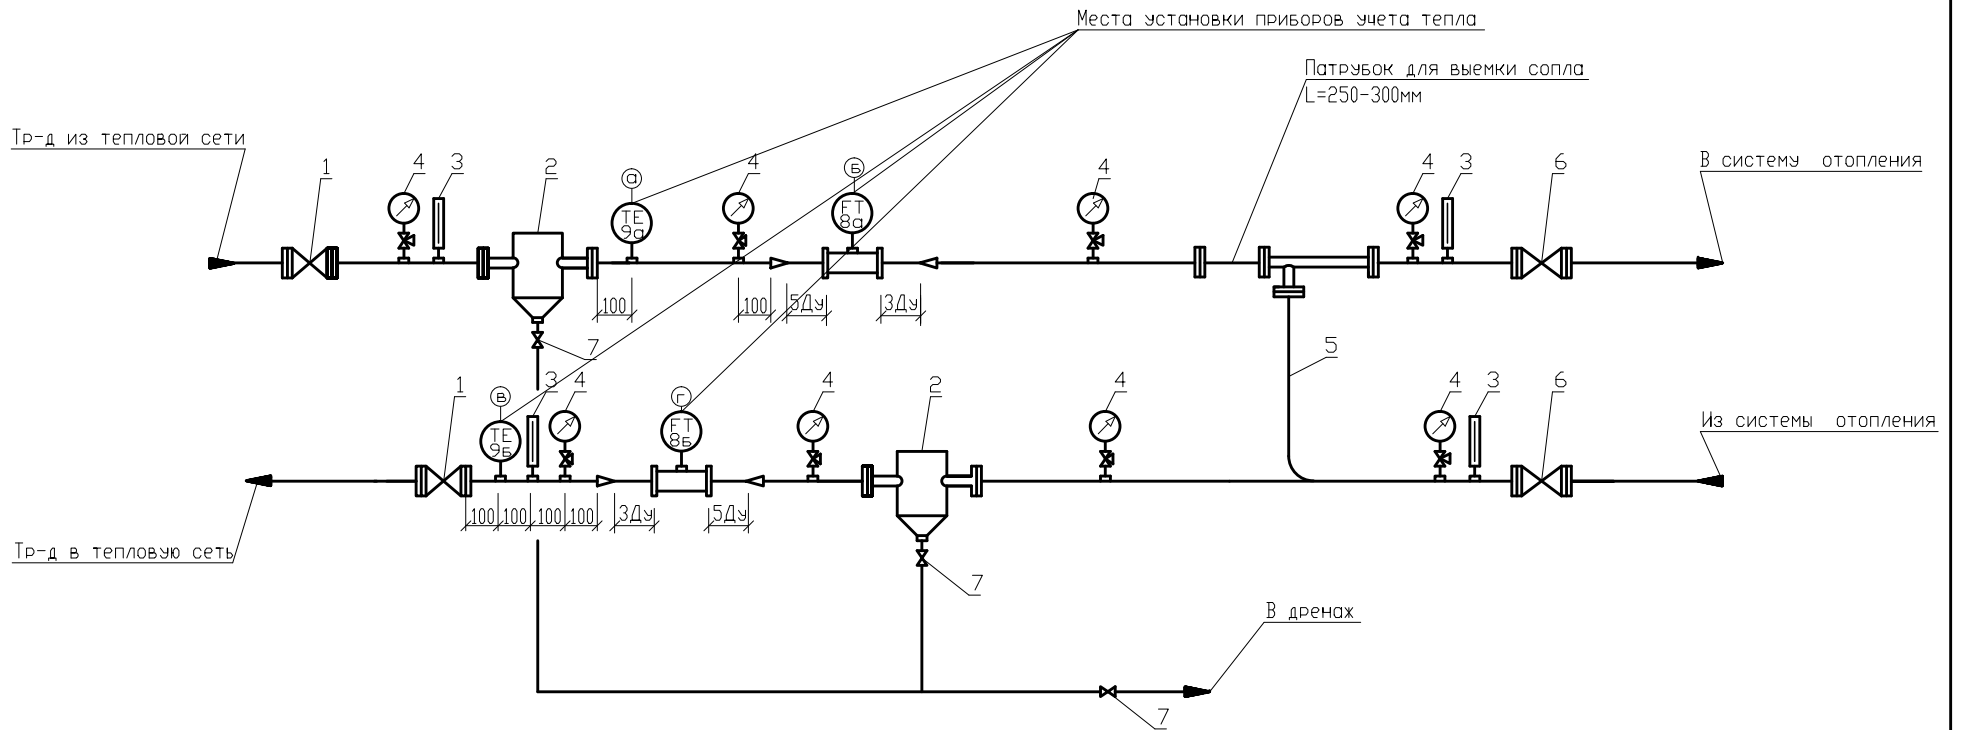 Места установки приборов учета тепла
Патрубок для выемки сопла
L=250-300мм
Тр-д из тепловой сети
В систему отопления
1
4
3
2
а
4
б
4
4
3
6
TE
9а
FT
8а
100
100
5Ду
3Ду
7
5
1
в
3
4
г
4
2
4
4
3
6
TE
9б
FT
8б
Из системы отопления
100
100
100
100
3Ду
5Ду
Тр-д в тепловую сеть
7
В дренаж
7